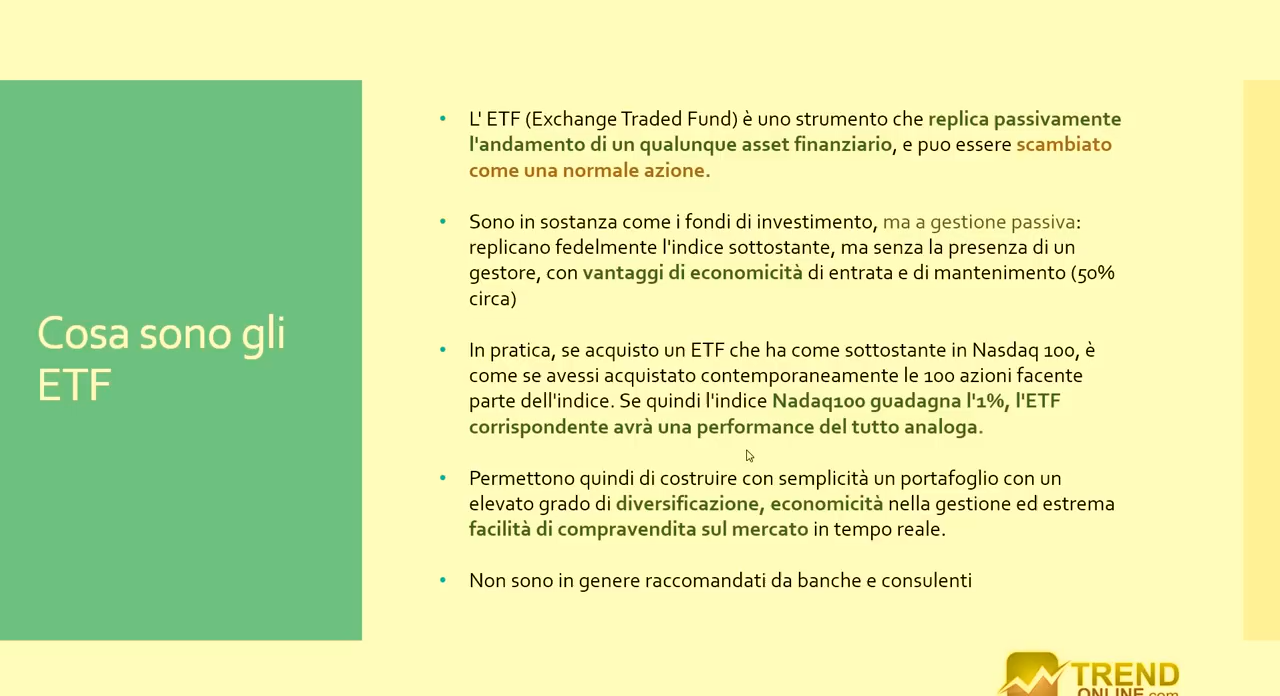 Cosa sono gli
ETF
• L' ETF (Exchange Traded Fund) è uno strumento che replica passivamente
l'andamento di un qualunque asset finanziario, e puo essere scambiato
come una normale azione.
• Sono in sostanza come i fondi di investimento, ma a gestione passiva:
replicano fedelmente l'indice sottostante, ma senza la presenza di un
gestore, con vantaggi di economicità di entrata e di mantenimento (50%
circa)
• In pratica, se acquisto un ETF che ha come sottostante in Nasdaq 100, è
come se avessi acquistato contemporaneamente le 100 azioni facente
parte dell'indice. Se quindi l'indice Nadaq100 guadagna l'1%, l'ETF
corrispondente avrà una performance del tutto analoga.
• Permettono quindi di costruire con semplicità un portafoglio con un
elevato grado di diversificazione, economicità nella gestione ed estrema
facilità di compravendita sul mercato in tempo reale.
• Non sono in genere raccomandati da banche e consulenti
TREND
ONLINE.com